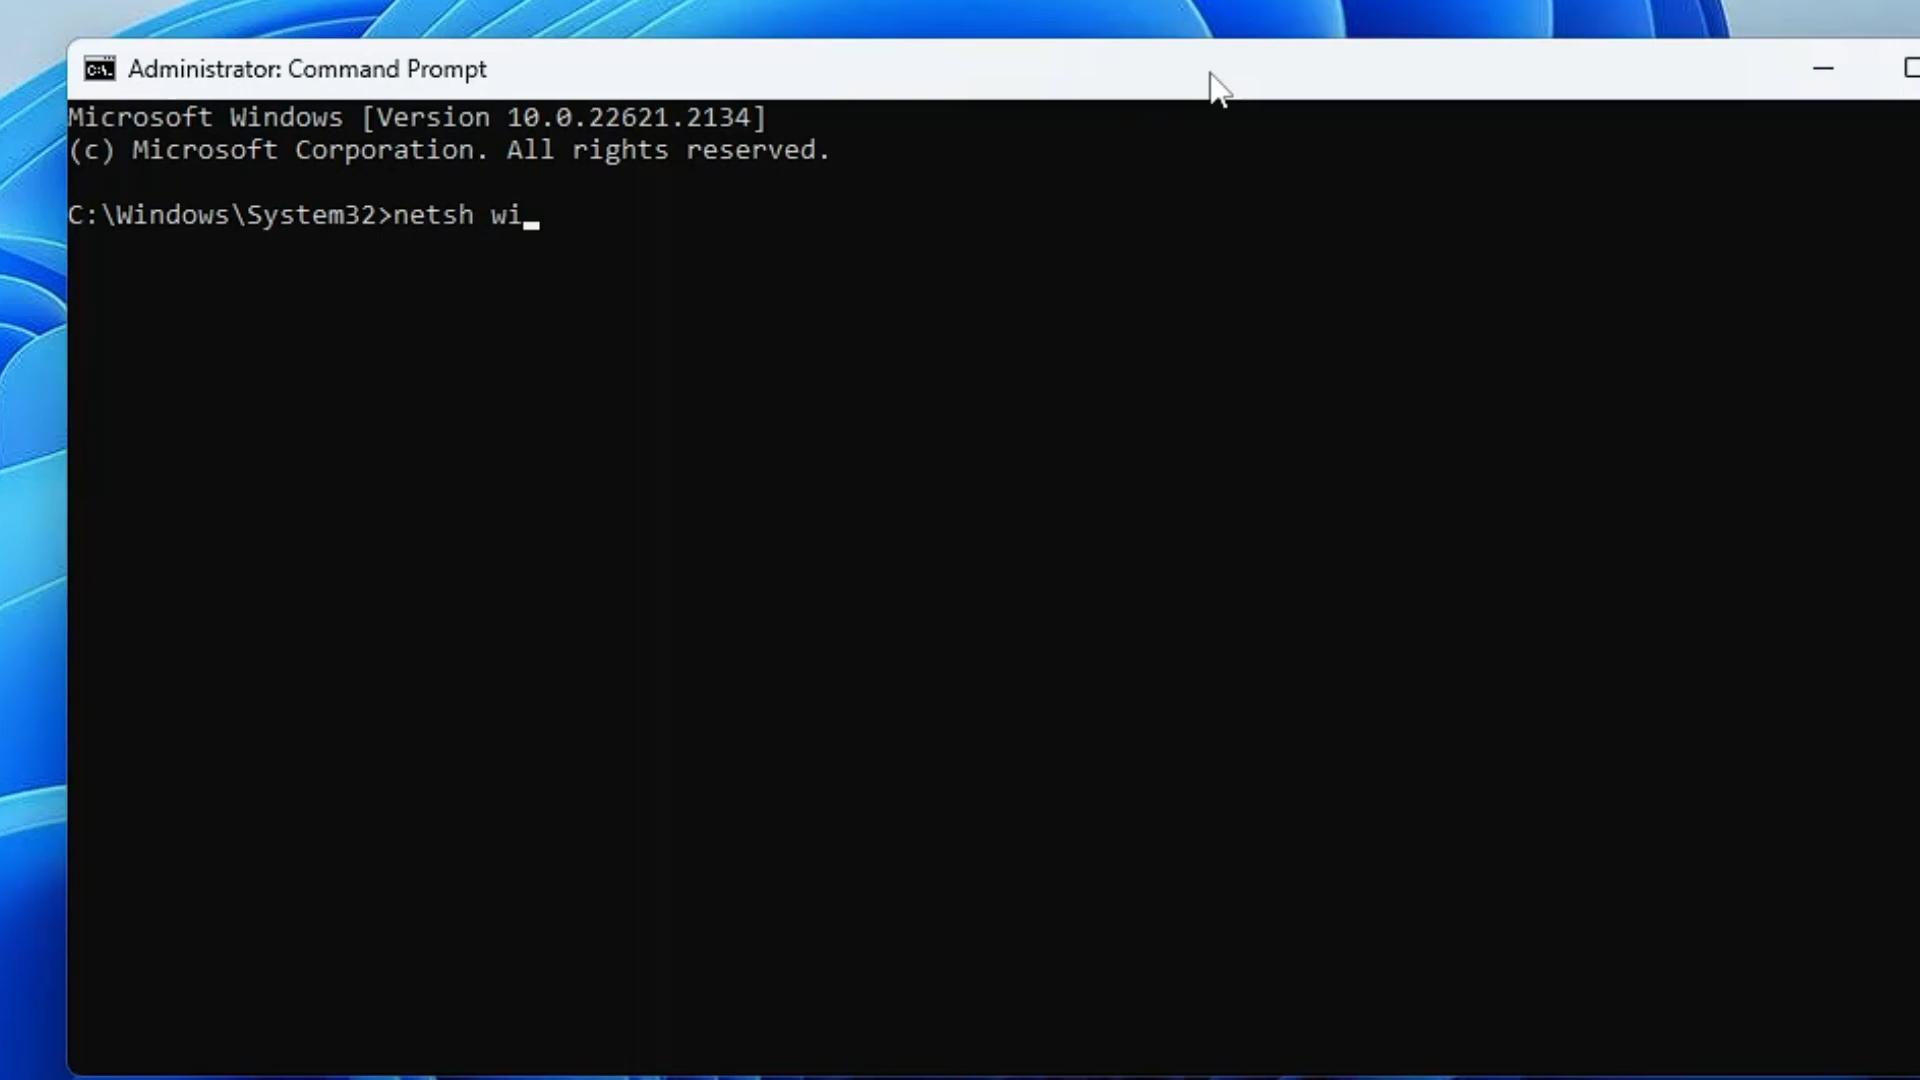 Administrator: Command Prompt
Microsoft Windows [Version 10.0.22621.2134]
(c) Microsoft Corporation. All rights reserved.
C:\Windows\System32>netsh wi